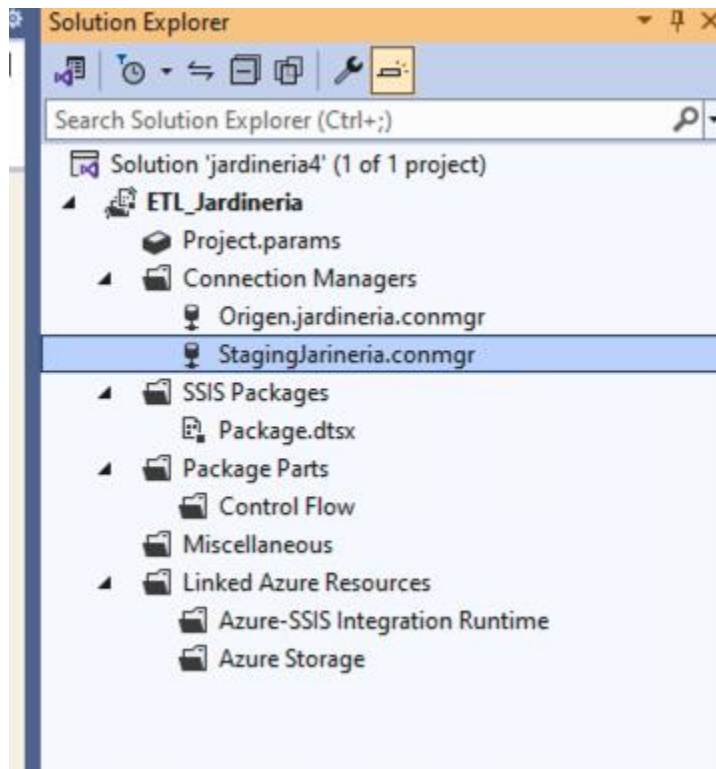 Solution Explorer
Search Solution Explorer (Ctrl+;)
Solution 'jardineria4' (1 of 1 project)
ETL_Jardineria
Project.params
Connection Managers
Origen.jardineria.conmgr
StagingJarineria.conmgr
SSIS Packages
Package.dtsx
Package Parts
Control Flow
Miscellaneous
Linked Azure Resources
Azure-SSIS Integration Runtime
Azure Storage